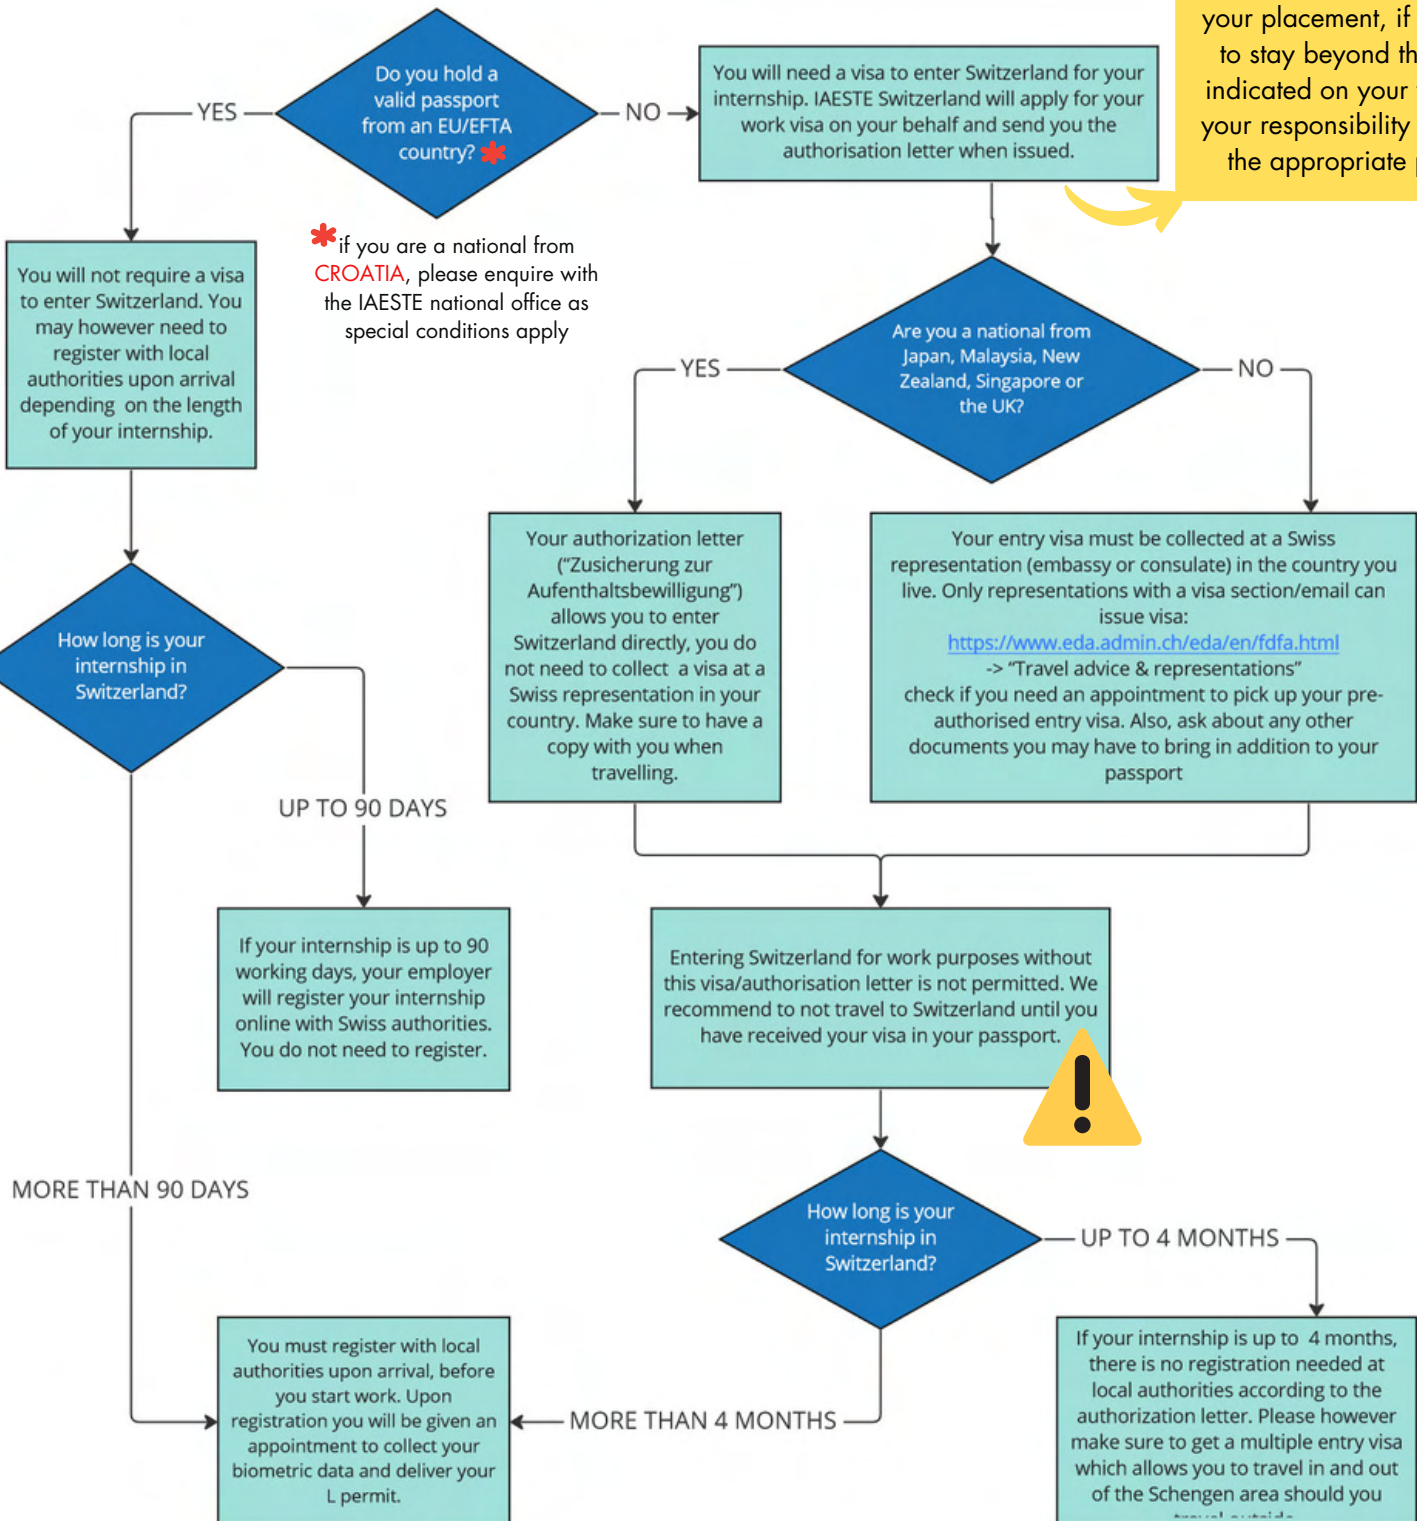 your placement, if
to stay beyond th
indicated on your
your responsibility
the appropriate
Do you hold a
valid passport
from an EU/EFTA
country? *
YES
NO
You will need a visa to enter Switzerland for your
internship. IAESTE Switzerland will apply for your
work visa on your behalf and send you the
authorisation letter when issued.
* if you are a national from
CROATIA, please enquire with
the IAESTE national office as
special conditions apply
You will not require a visa
to enter Switzerland. You
may however need to
register with local
authorities upon arrival
depending on the length
of your internship.
Are you a national from
Japan, Malaysia, New
Zealand, Singapore or
the UK?
YES
NO
Your authorization letter
(“Zusicherung zur
Aufenthaltsbewilligung”)
allows you to enter
Switzerland directly, you do
not need to collect a visa at a
Swiss representation in your
country. Make sure to have a
copy with you when
travelling.
Your entry visa must be collected at a Swiss
representation (embassy or consulate) in the country you
live. Only representations with a visa section/email can
issue visa:
https://www.eda.admin.ch/eda/en/fdfa.html
-> “Travel advice & representations”
check if you need an appointment to pick up your pre-
authorised entry visa. Also, ask about any other
documents you may have to bring in addition to your
passport
How long is your
internship in
Switzerland?
UP TO 90 DAYS
If your internship is up to 90
working days, your employer
will register your internship
online with Swiss authorities.
You do not need to register.
Entering Switzerland for work purposes without
this visa/authorisation letter is not permitted. We
recommend to not travel to Switzerland until you
have received your visa in your passport.
MORE THAN 90 DAYS
How long is your
internship in
Switzerland?
UP TO 4 MONTHS
MORE THAN 4 MONTHS
You must register with local
authorities upon arrival, before
you start work. Upon
registration you will be given an
appointment to collect your
biometric data and deliver your
L permit.
If your internship is up to 4 months,
there is no registration needed at
local authorities according to the
authorization letter. Please however
make sure to get a multiple entry visa
which allows you to travel in and out
of the Schengen area should you